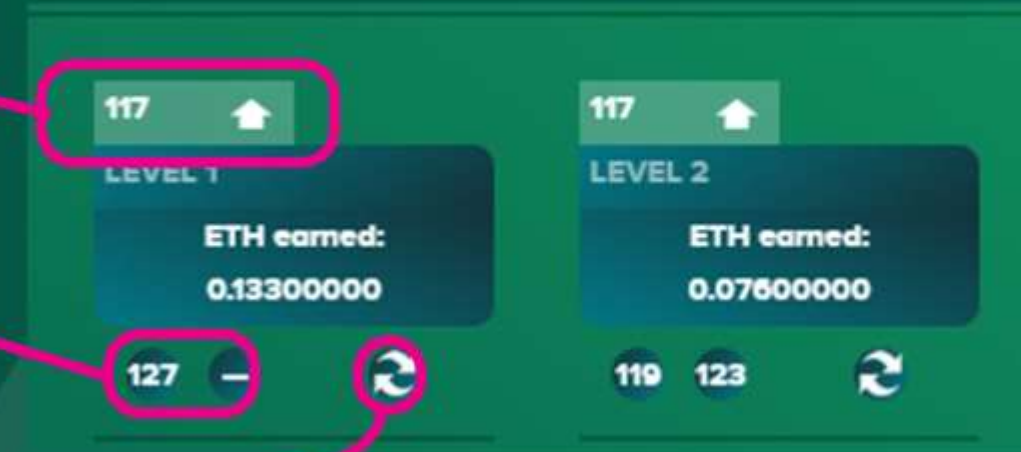 117
LEVEL 1
ETH earned:
0.13300000
127 –
117
LEVEL 2
ETH earned:
0.07600000
119 123